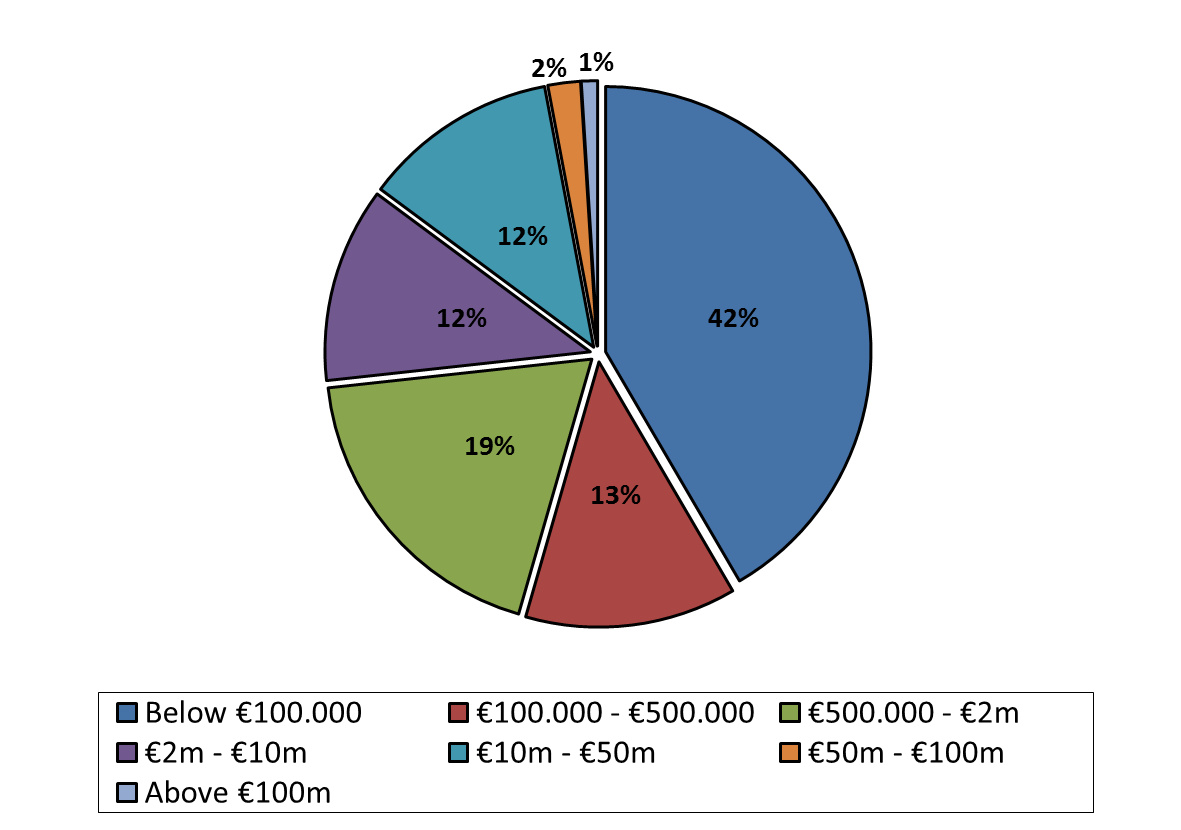 2% 1%
12%
12%
42%
19%
13%
Below €100.000 €100.000 - €500.000 €500.000 - €2m
€2m - €10m €10m - €50m €50m - €100m
Above €100m